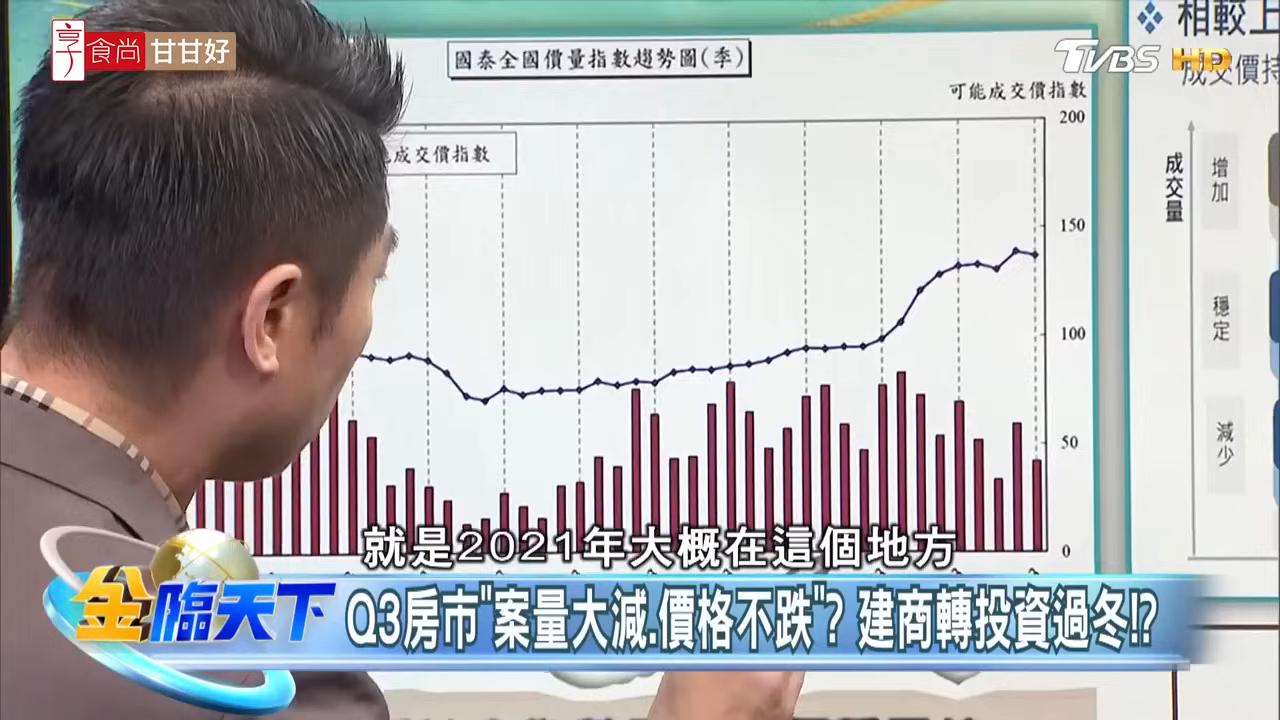 享
食尚 甘甘好
國泰全國價量指數趨勢圖(季)
相較上
TVBS HD
成交價持
可能成交價指數
200
成交價指數
150
100
50
0
成交量
增加
穩定
減少
就是2021年大概在這個地方
金臨天下
Q3房市"案量大減.價格不跌"? 建商轉投資過冬!?